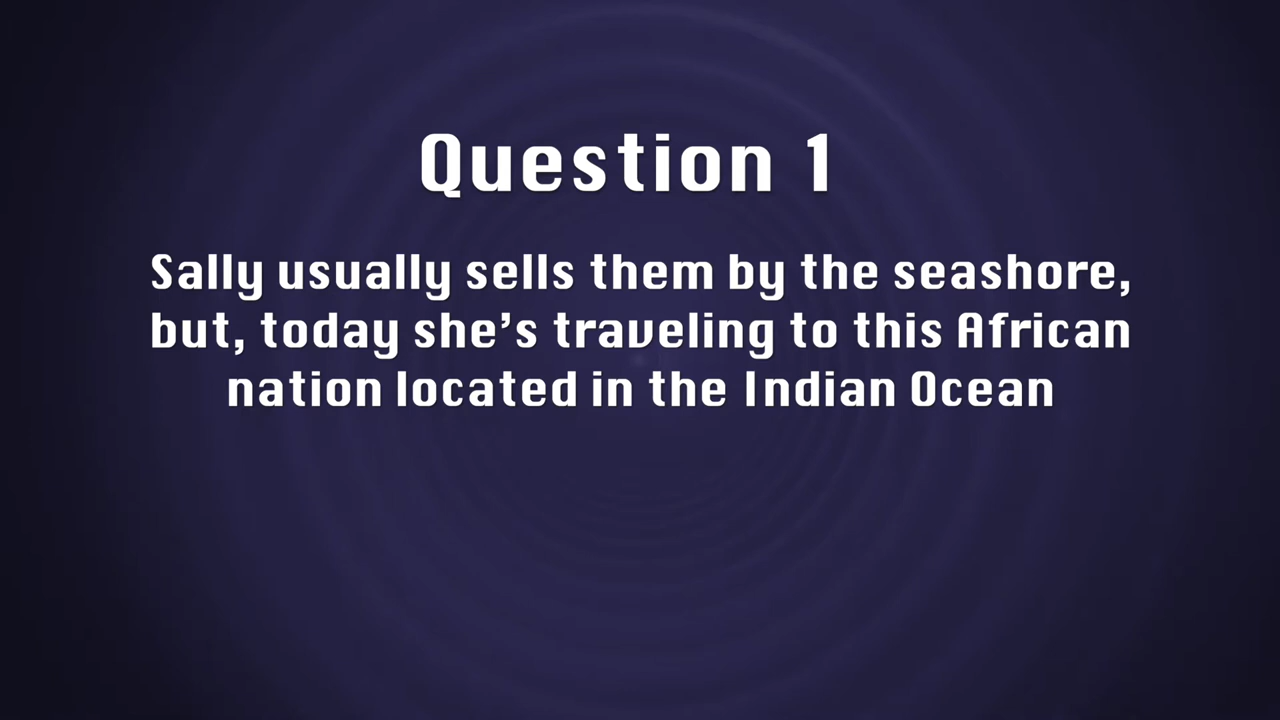 Question 1
Sally usually sells them by the seashore,
but, today she’s traveling to this African
nation located in the Indian Ocean